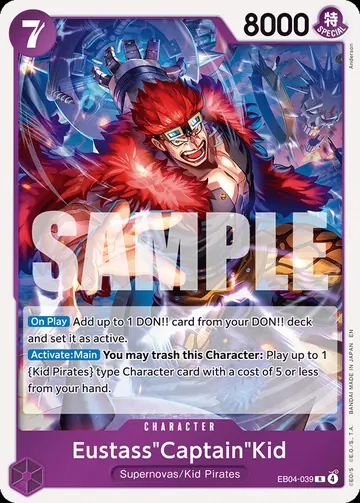 7
8000
特
SPECIAL
Anderson
SAMPLE
On Play Add up to 1 DON!! card from your DON!! deck
and set it as active.
Activate:Main You may trash this Character: Play up to 1
{Kid Pirates} type Character card with a cost of 5 or less
from your hand.
CHARACTER
Eustass"Captain"Kid
Supernovas/Kid Pirates
EB04-039 R 4
©E.O./S. ©E.O./S., T.A. BANDAI MADE IN JAPAN EN